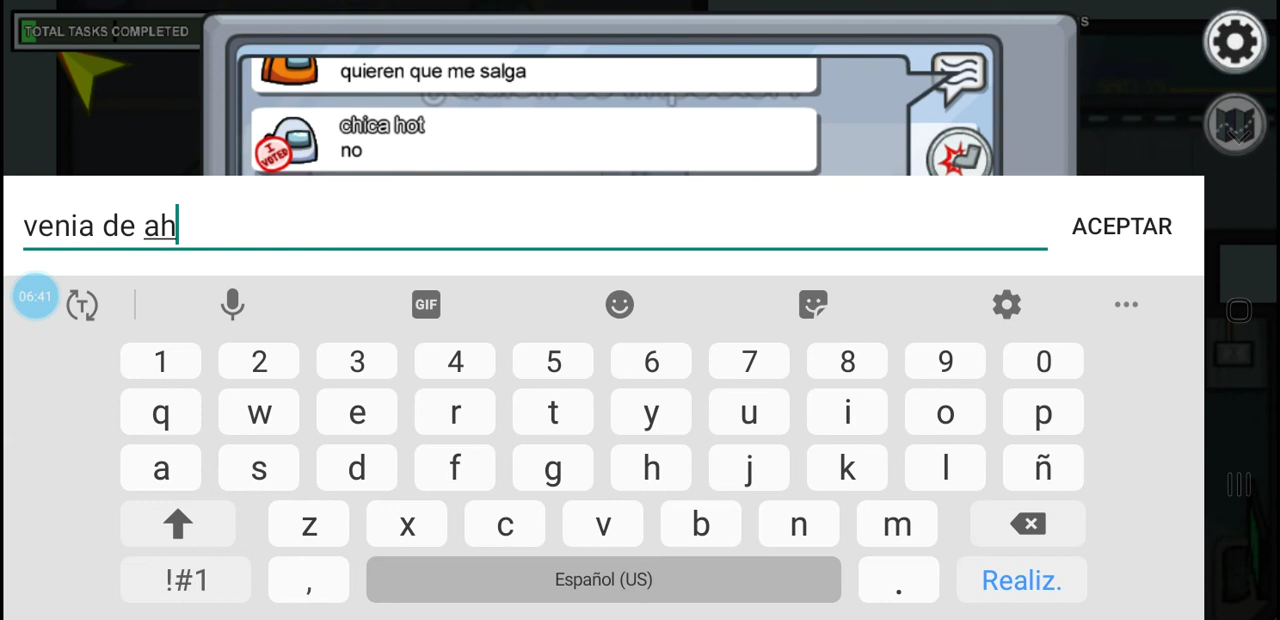 TOTAL TASKS COMPLETED
S
quieren que me salga
chica hot
I VOTED
no
venia de ah
ACEPTAR
06:41
T
GIF
1 2 3 4 5 6 7 8 9 0
q w e r t y u i o p
a s d f g h j k l ñ
z x c v b n m
!#1 , Español (US) . Realiz.